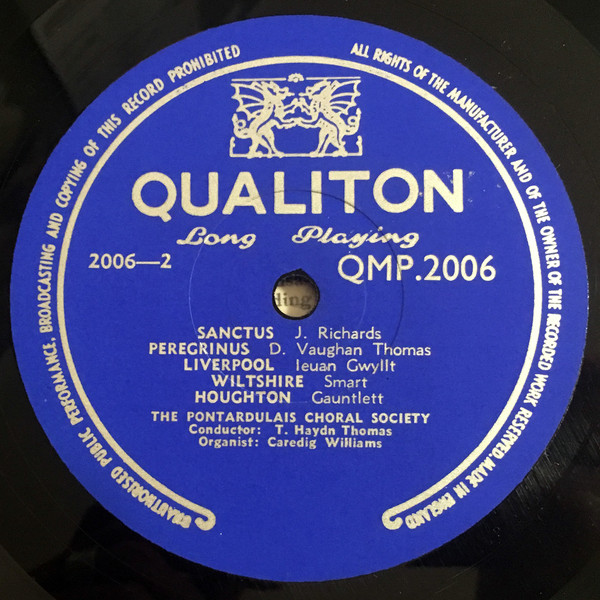 UNAUTHORISED PUBLIC PERFORMANCE, BROADCASTING AND COPYING OF THIS RECORD PROHIBITED
ALL RIGHTS OF THE MANUFACTURER AND OF THE OWNER OF THE RECORDED WORK RESERVED. MADE IN ENGLAND
QUALITON
Long Playing
2006—2 QMP.2006
SANCTUS J. Richards
PEREGRINUS D. Vaughan Thomas
LIVERPOOL Ieuan Gwyllt
WILTSHIRE Smart
HOUGHTON Gauntlett
THE PONTARDULAIS CHORAL SOCIETY
Conductor: T. Haydn Thomas
Organist: Caredig Williams